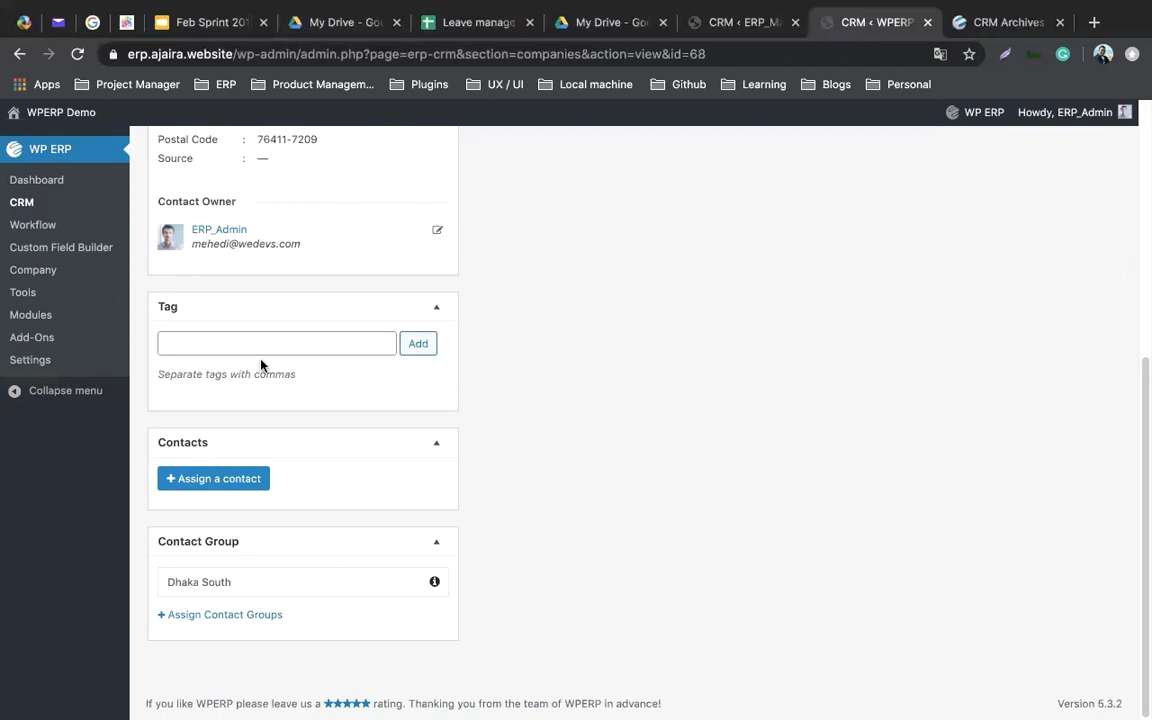 Feb Sprint 201
My Drive - Goo
Leave manage
My Drive - Goo
CRM ‹ ERP_M
CRM ‹ WPERP
CRM Archives
erp.ajaira.website/wp-admin/admin.php?page=erp-crm&section=companies&action=view&id=68
Apps
Project Manager
ERP
Product Managem...
Plugins
UX / UI
Local machine
Github
Learning
Blogs
Personal
WPERP Demo
WP ERP
Howdy, ERP_Admin
WP ERP
Dashboard
CRM
Workflow
Custom Field Builder
Company
Tools
Modules
Add-Ons
Settings
Collapse menu
Postal Code : 76411-7209
Source : —
Contact Owner
ERP_Admin
mehedi@wedevs.com
Tag
Add
Separate tags with commas
Contacts
+ Assign a contact
Contact Group
Dhaka South
+ Assign Contact Groups
If you like WPERP please leave us a ★★★★★ rating. Thanking you from the team of WPERP in advance!
Version 5.3.2